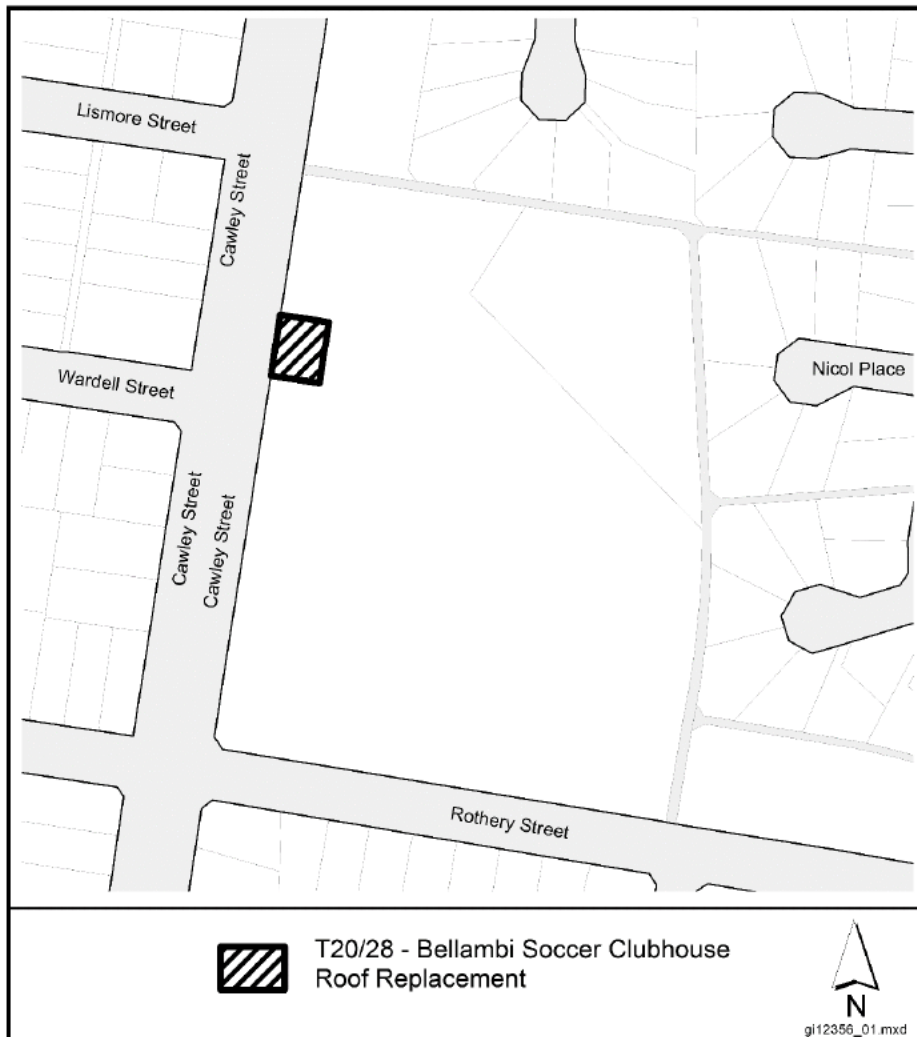 Lismore Street
Cawley Street
Wardell Street
Nicol Place
Cawley Street
Cawley Street
Rothery Street
T20/28 - Bellambi Soccer Clubhouse
Roof Replacement
N
gi12356_01.mxd